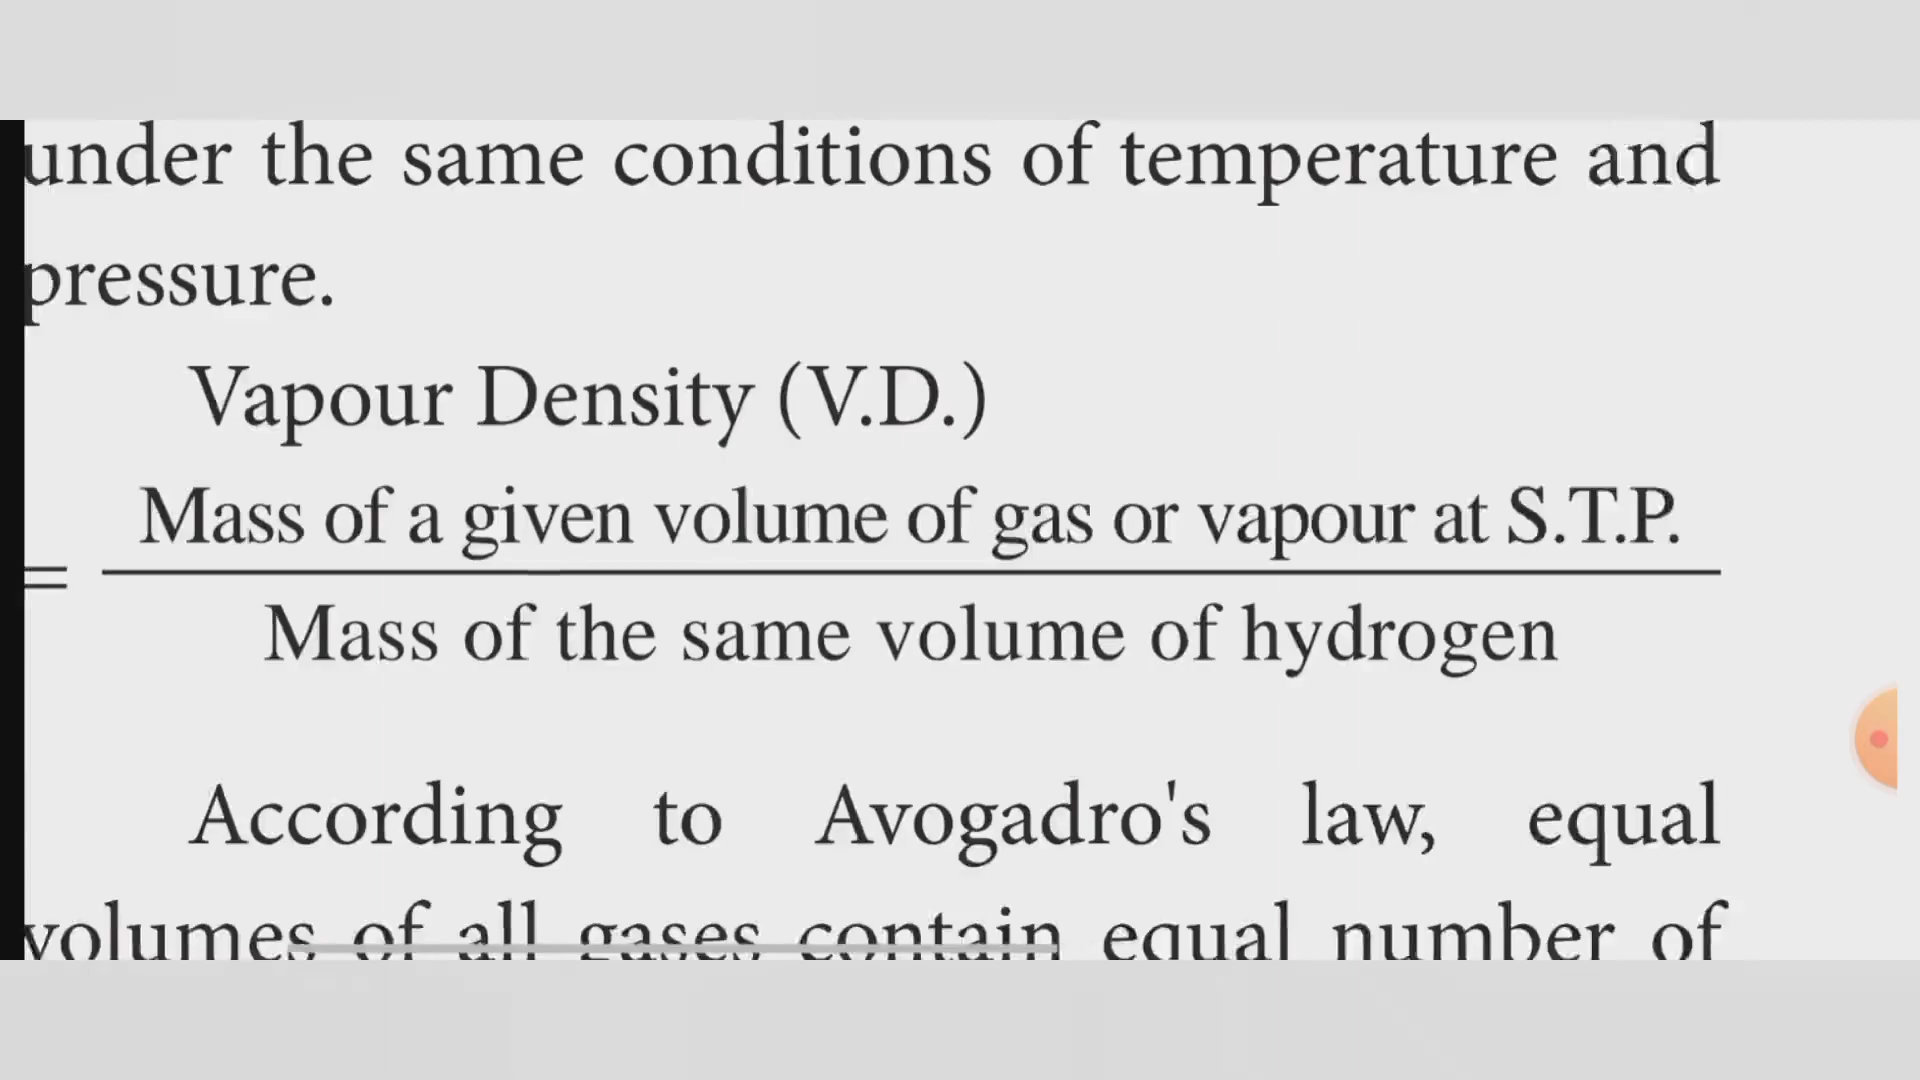 under the same conditions of temperature and
pressure.
Vapour Density (V.D.)
Mass of a given volume of gas or vapour at S.T.P.
=
Mass of the same volume of hydrogen
According to Avogadro's law, equal
volumes of all gases contain equal number of